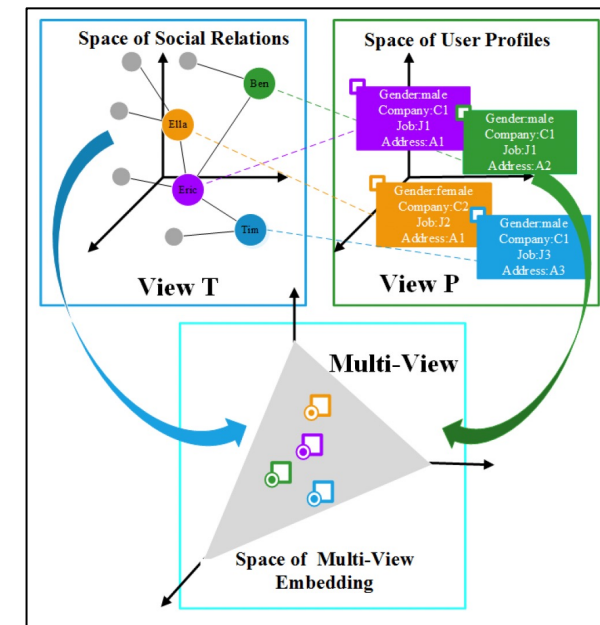 Space of Social Relations
Ben
Ella
Eric
Tim
View T
Space of User Profiles
Gender:male
Company:C1
Job:J1
Address:A1
Gender:male
Company:C1
Job:J1
Address:A2
Gender:female
Company:C2
Job:J2
Address:A1
Gender:male
Company:C1
Job:J3
Address:A3
View P
Multi-View
Space of Multi-View
Embedding